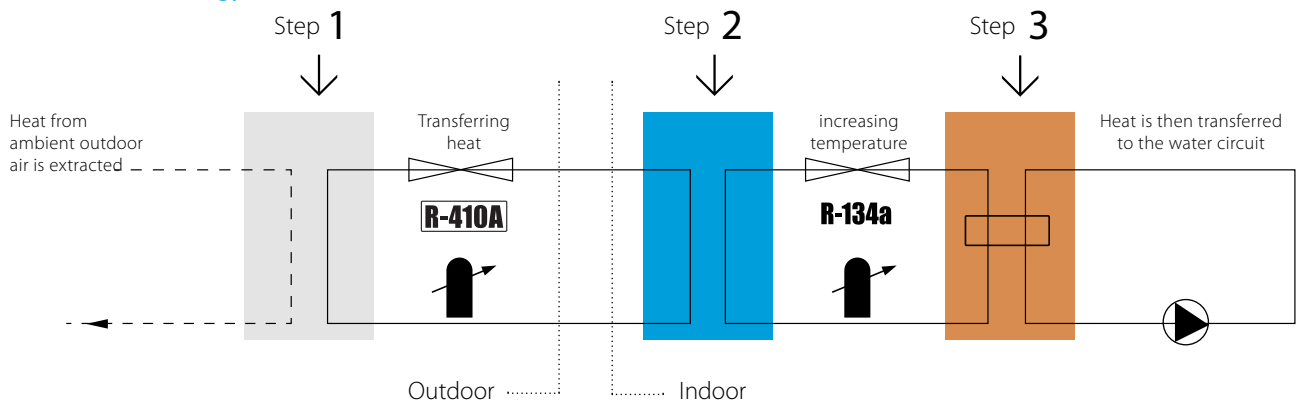 Step 1
Step 2
Step 3
Heat from
ambient outdoor
air is extracted
Transferring
heat
increasing
temperature
Heat is then transferred
to the water circuit
R-410A
R-134a
Outdoor
Indoor